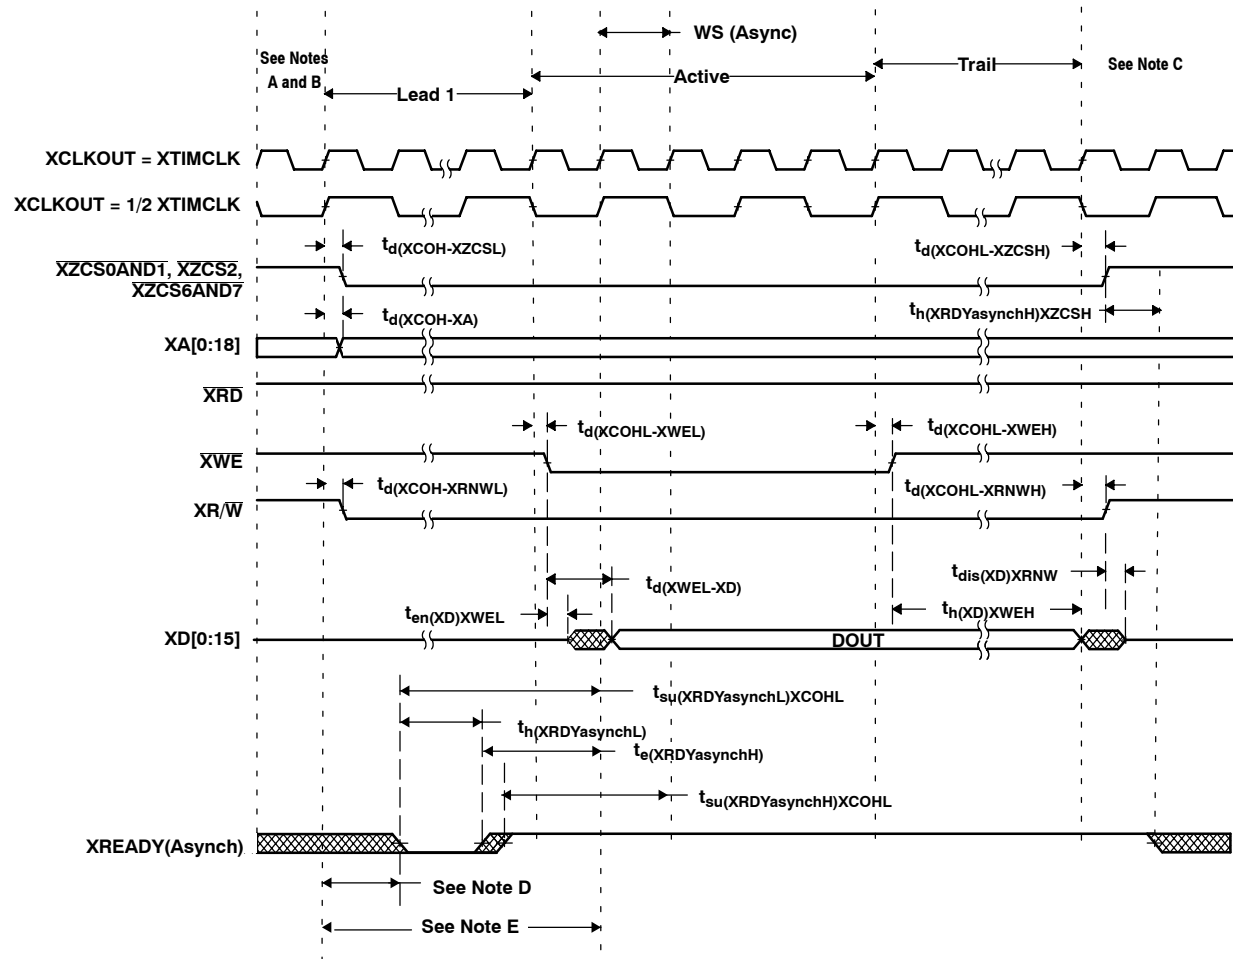 WS (Async)
See Notes
A and B
Lead 1
Active
Trail
See Note C
XCLKOUT = XTIMCLK
XCLKOUT = 1/2 XTIMCLK
td(XCOH-XZCSL)
td(XCOHL-XZCSH)
XZCS0AND1, XZCS2,
XZCS6AND7
td(XCOH-XA)
th(XRDYasynchH)XZCSH
XA[0:18]
XRD
td(XCOHL-XWEL)
td(XCOHL-XWEH)
XWE
td(XCOH-XRNWL)
td(XCOHL-XRNWH)
XR/W
td(XWEL-XD)
tdis(XD)XRNW
ten(XD)XWEL
th(XD)XWEH
XD[0:15]
DOUT
tsu(XRDYasynchL)XCOHL
th(XRDYasynchL)
te(XRDYasynchH)
tsu(XRDYasynchH)XCOHL
XREADY(Asynch)
See Note D
See Note E